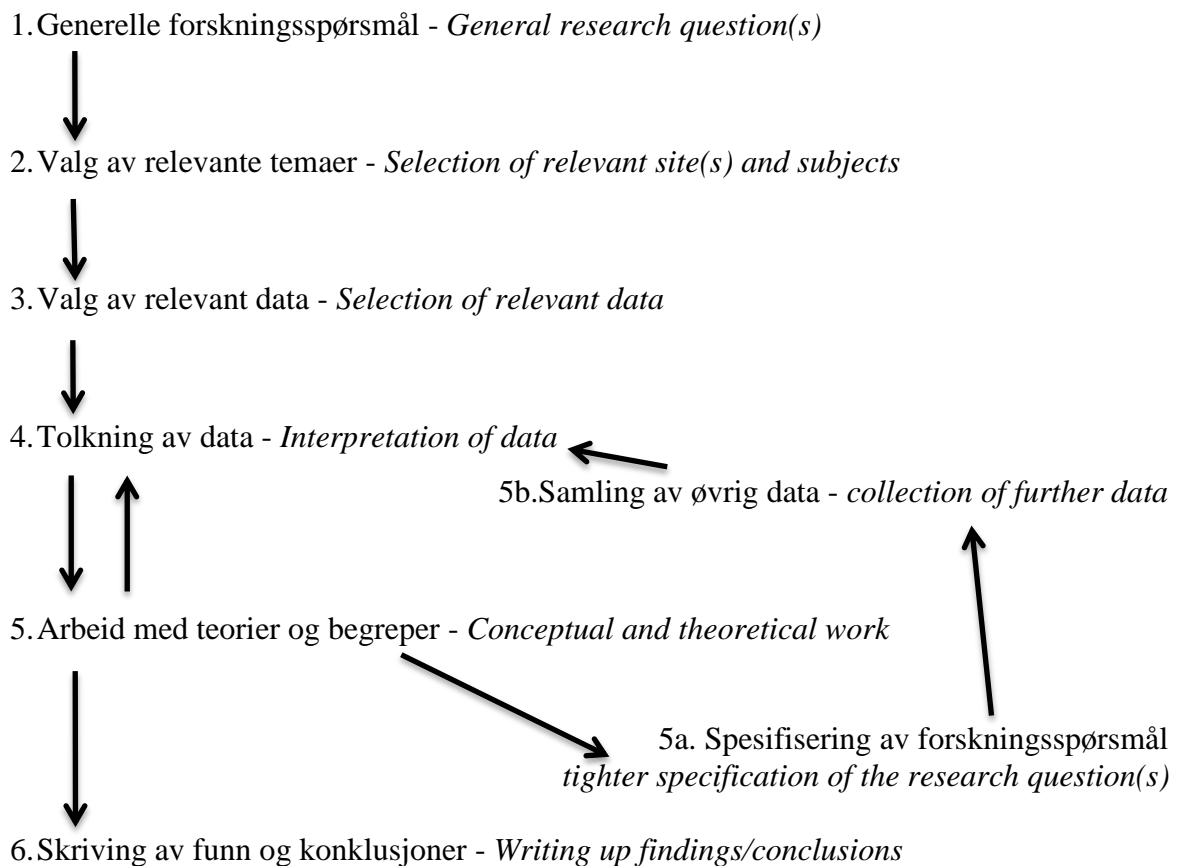 1. Generelle forskningsspørsmål - General research question(s)
2. Valg av relevante temaer - Selection of relevant site(s) and subjects
3. Valg av relevant data - Selection of relevant data
4. Tolkning av data - Interpretation of data
5b.Samling av øvrig data - collection of further data
5. Arbeid med teorier og begreper - Conceptual and theoretical work
5a. Spesifisering av forskningsspørsmål
tighter specification of the research question(s)
6. Skriving av funn og konklusjoner - Writing up findings/conclusions